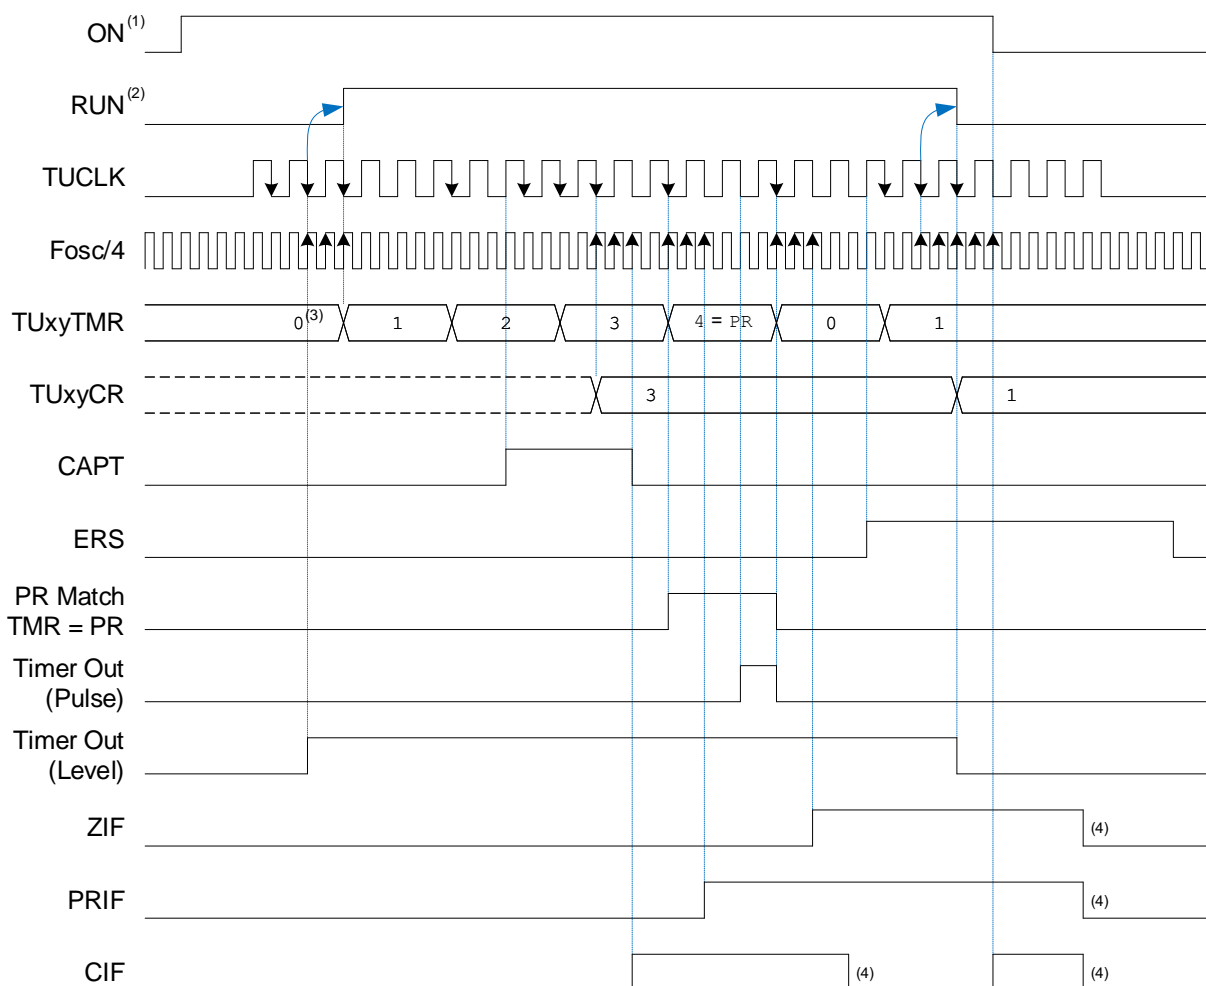 ON(1)
RUN(2)
TUCLK
Fosc/4
TUxyTMR 0(3) 1 2 3 4 = PR 0 1
TUxyCR 3 1
CAPT
ERS
PR Match
TMR = PR
Timer Out
(Pulse)
Timer Out
(Level)
ZIF (4)
PRIF (4)
CIF (4) (4)